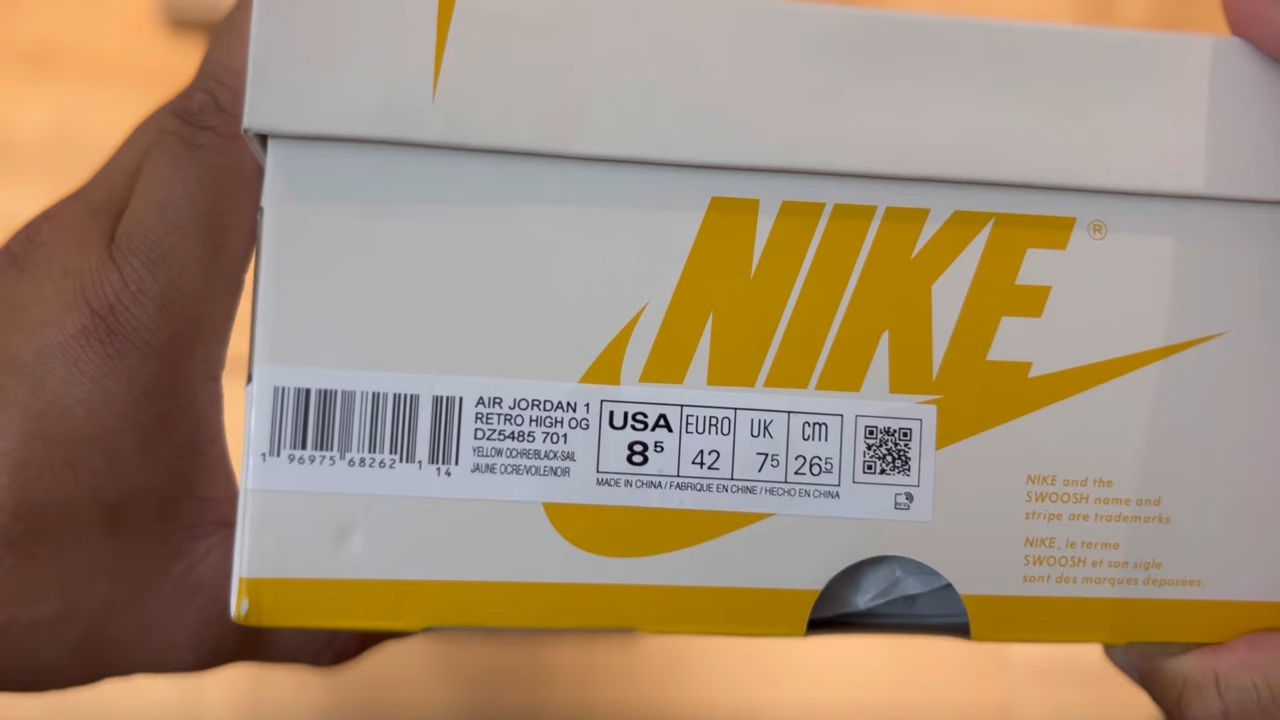 NIKE®
AIR JORDAN 1
RETRO HIGH OG
DZ5485 701
YELLOW OCHRE/BLACK-SAIL
JAUNE OCRE/VOILE/NOIR
1 96975 68262 1 14
USA EURO UK cm
8⁵ 42 7⁵ 26⁵
MADE IN CHINA / FABRIQUE EN CHINE / HECHO EN CHINA
NIKE and the
SWOOSH name and
stripe are trademarks.
NIKE, le terme
SWOOSH et son sigle
sont des marques déposées.